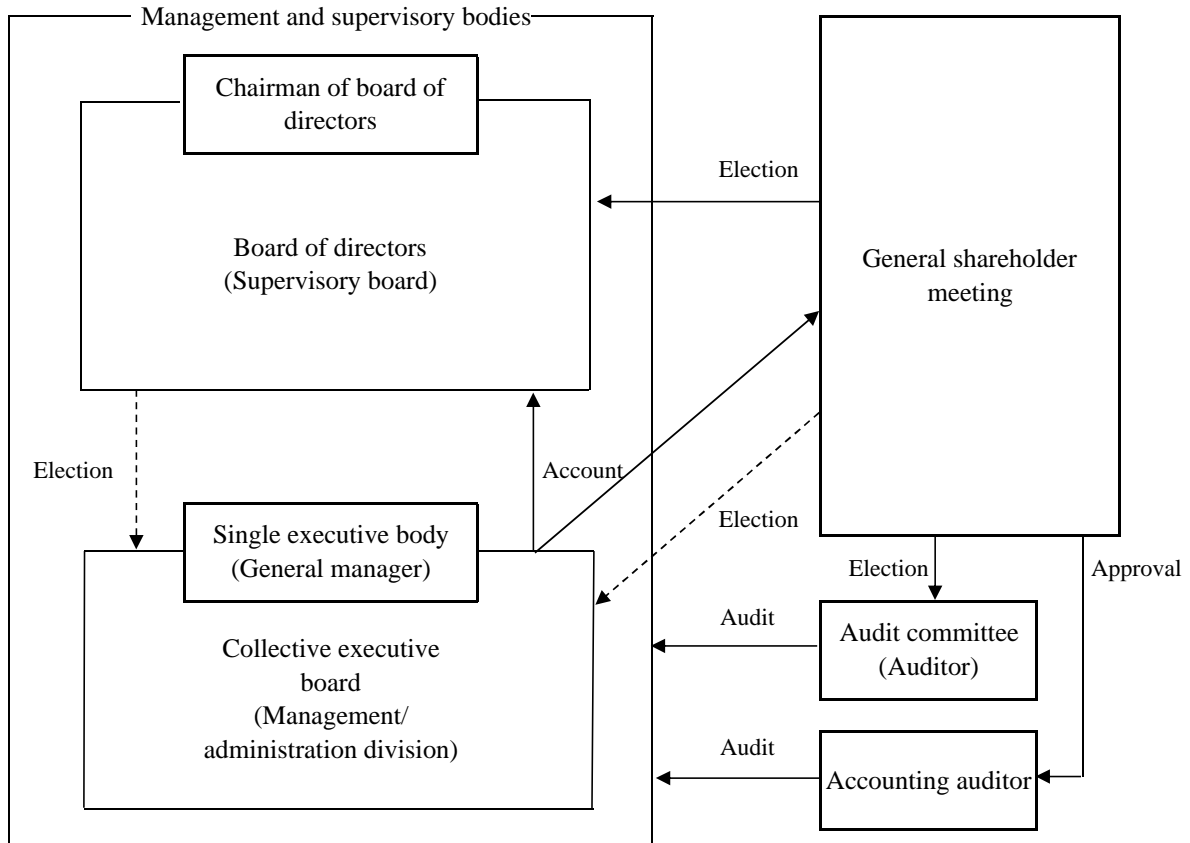 Management and supervisory bodies
Chairman of board of
directors
Board of directors
(Supervisory board)
Election
General shareholder
meeting
Election
Account
Election
Single executive body
(General manager)
Collective executive
board
(Management/
administration division)
Election
Approval
Audit
Audit committee
(Auditor)
Audit
Accounting auditor